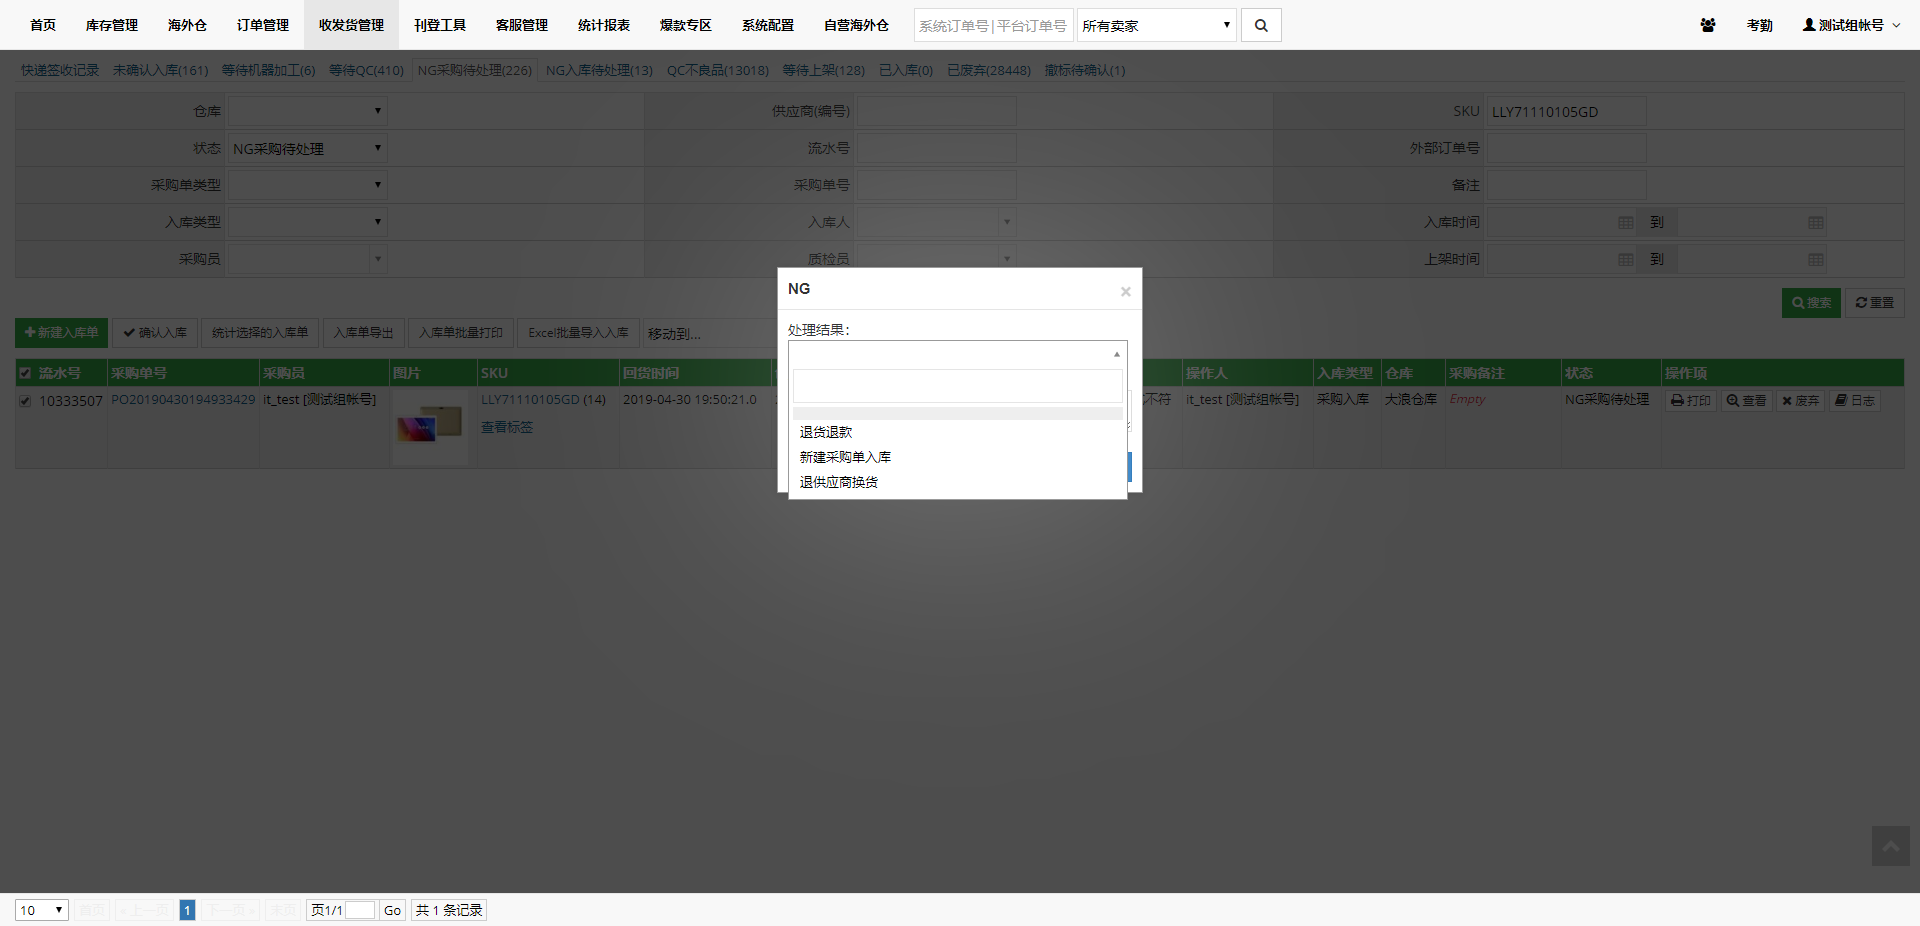 首页 库存管理 海外仓 订单管理 收发货管理 刊登工具 客服管理 统计报表 爆款专区 系统配置 自营海外仓 系统订单号|平台订单号 所有卖家 考勤 测试组帐号
快递签收记录 未确认入库(161) 等待机器加工(6) 等待QC(410) NG采购待处理(226) NG入库待处理(13) QC不良品(13018) 等待上架(128) 已入库(0) 已废弃(28448) 撤标待确认(1)
仓库 供应商(编号) SKU LLY71110105GD
状态 NG采购待处理 流水号 外部订单号
采购单类型 采购单号 备注
入库类型 入库人 入库时间 到
采购员 质检员 上架时间 到
NG ×
搜索 重置
新建入库单 确认入库 统计选择的入库单 入库单导出 入库单批量打印 Excel批量导入入库 移动到...
处理结果:
流水号 采购单号 采购员 图片 SKU 回货时间 操作人 入库类型 仓库 采购备注 状态 操作项
10333507 PO20190430194933429 it_test [测试组帐号] LLY71110105GD (14) 2019-04-30 19:50:21.0 不符 it_test [测试组帐号] 采购入库 大浪仓库 Empty NG采购待处理 打印 查看 废弃 日志
查看标签
退货退款
新建采购单入库
退供应商换货
10 首页 « 上一页 1 下一页 » 末页 页1/1 Go 共 1 条记录